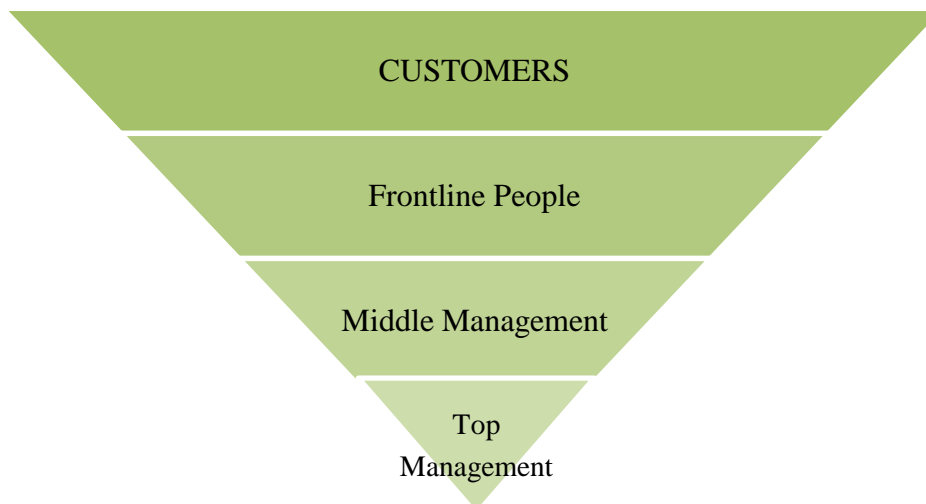 CUSTOMERS
Frontline People
Middle Management
Top
Management